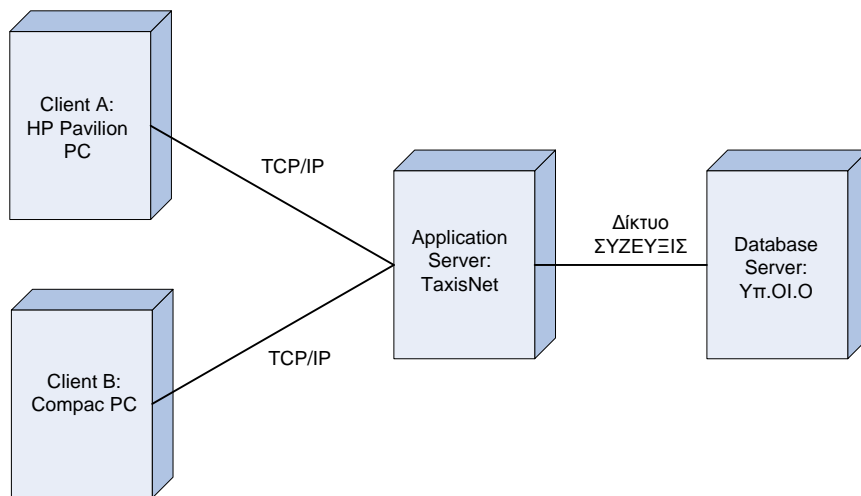 Client A:
HP Pavilion
PC
TCP/IP
Application
Server:
TaxisNet
Δίκτυο
ΣΥΖΕΥΞΙΣ
Database
Server:
Υπ.ΟΙ.Ο
TCP/IP
Client B:
Compac PC